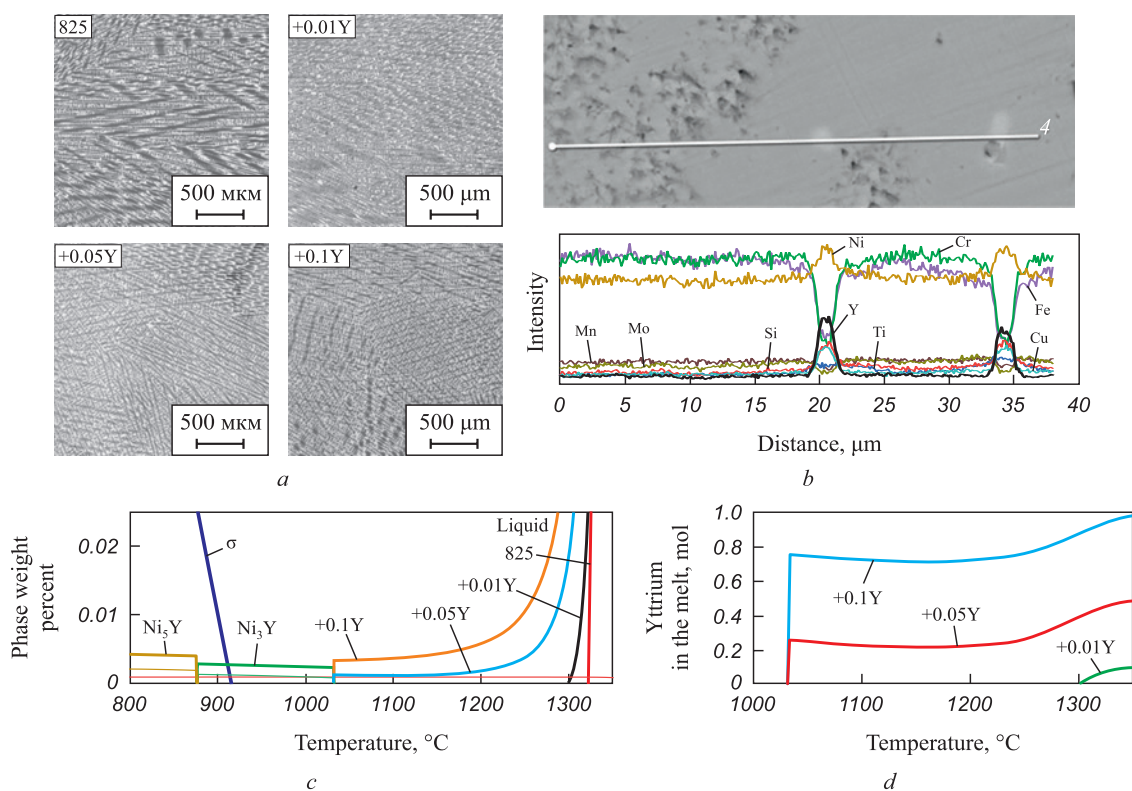 825
+0.01Y
500 мкм
500 µm
+0.05Y
+0.1Y
500 мкм
500 µm
a
4
Intensity
Ni
Cr
Y
Fe
Mn
Mo
Si
Ti
Cu
0 5 10 15 20 25 30 35 40
Distance, µm
b
Phase weight
percent
0.02
0.01
0
σ
Ni5Y
Ni3Y
+0.1Y
+0.05Y
Liquid
825
+0.01Y
800 900 1000 1100 1200 1300
Temperature, °C
c
Yttrium
in the melt, mol
1.0
0.8
0.6
0.4
0.2
0
+0.1Y
+0.05Y
+0.01Y
1000 1100 1200 1300
Temperature, °C
d